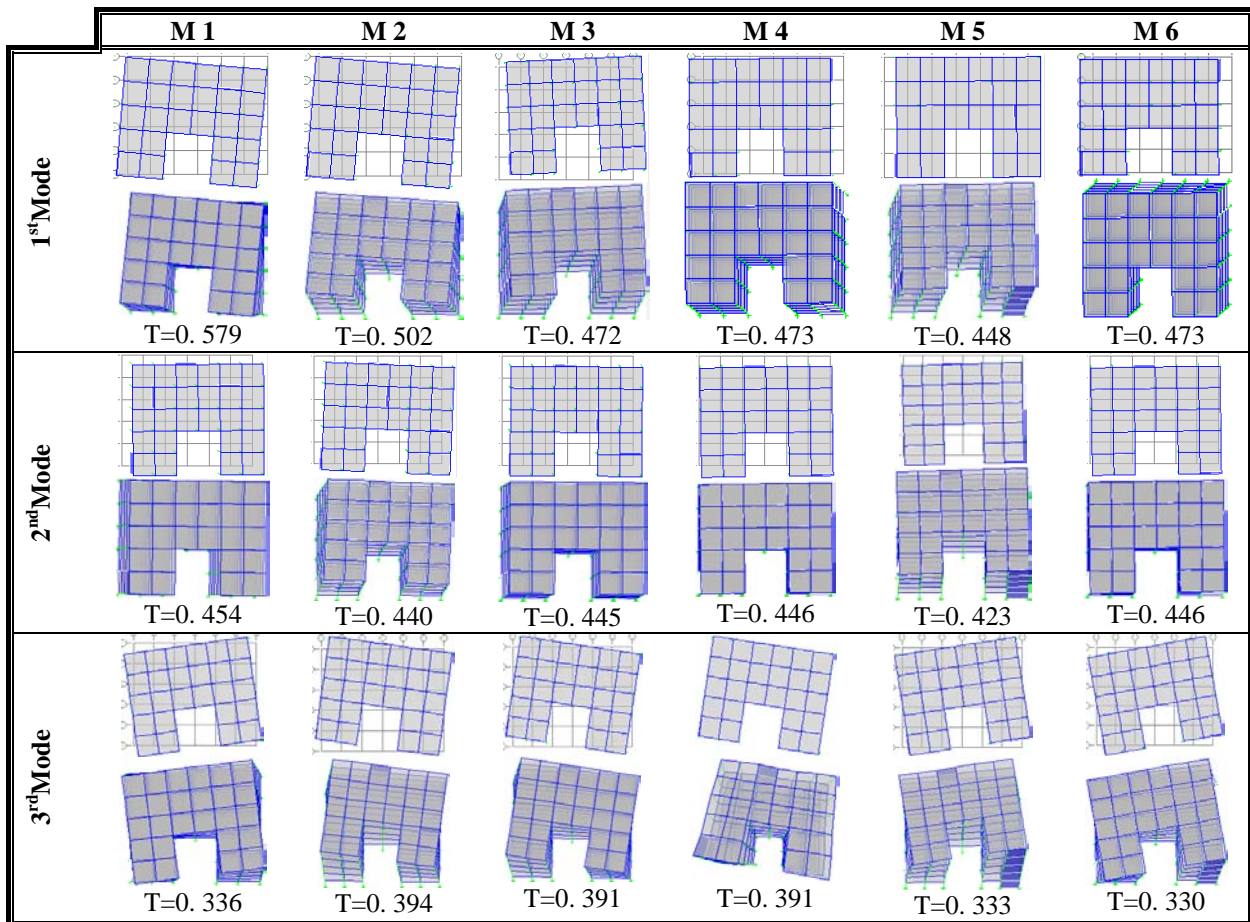 M 1 M 2 M 3 M 4 M 5 M 6
1stMode
T=0. 579 T=0. 502 T=0. 472 T=0. 473 T=0. 448 T=0. 473
2ndMode
T=0. 454 T=0. 440 T=0. 445 T=0. 446 T=0. 423 T=0. 446
3rdMode
T=0. 336 T=0. 394 T=0. 391 T=0. 391 T=0. 333 T=0. 330